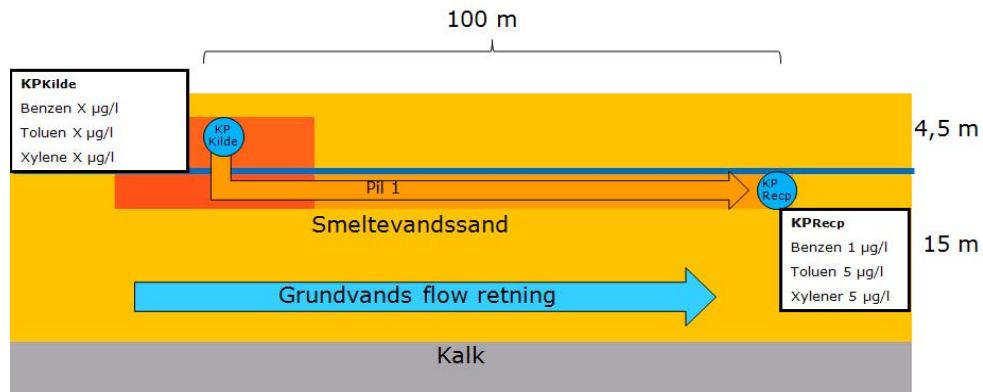 100 m
KPKilde
Benzen X µg/l
Toluen X µg/l
Xylene X µg/l
KP
Kilde
4,5 m
Pil 1
KP
Recp
Smeltevandssand
KPRecp
Benzen 1 µg/l
Toluen 5 µg/l
Xylener 5 µg/l
15 m
Grundvands flow retning
Kalk